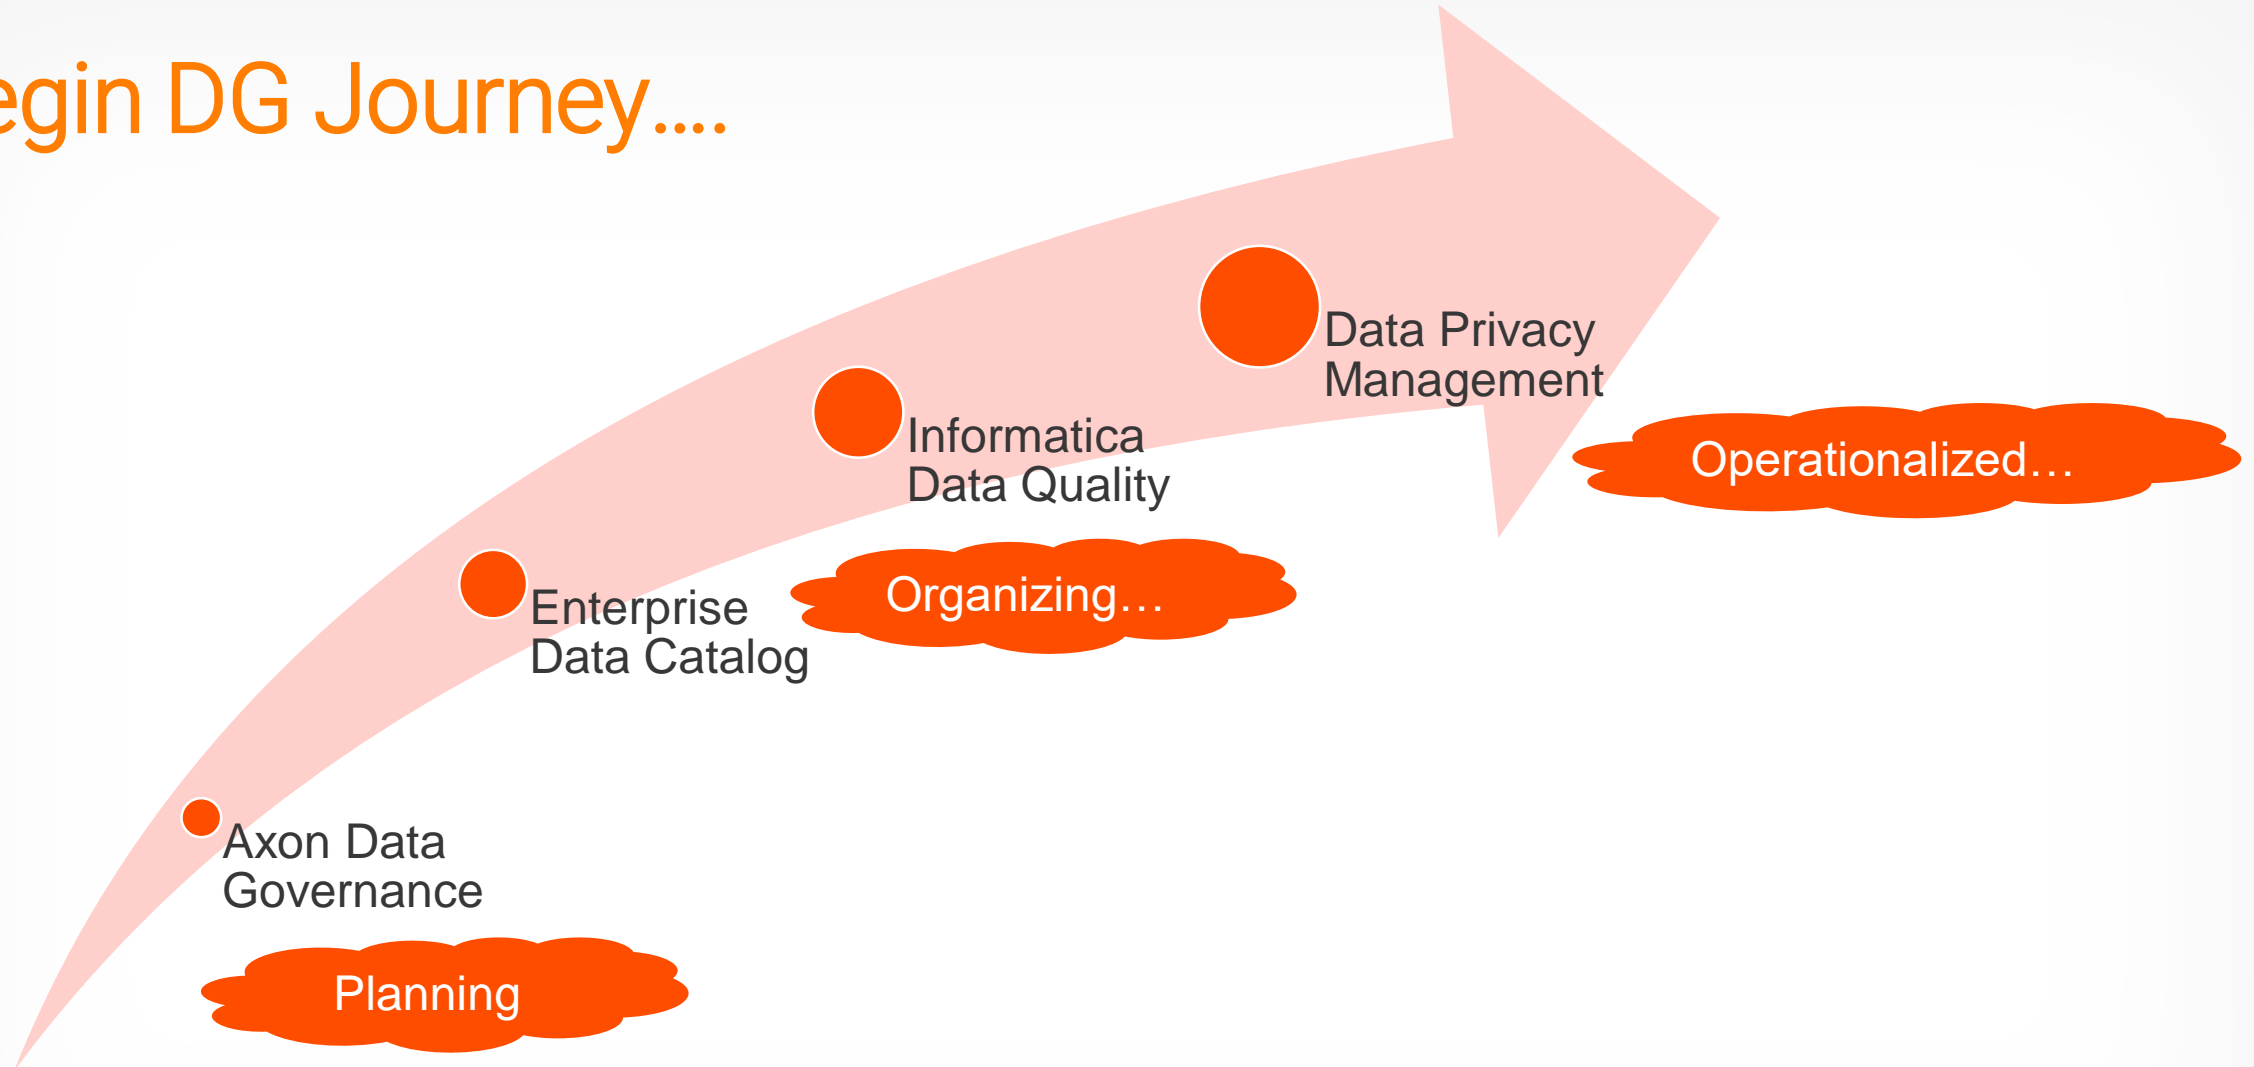 egin DG Journey....
Data Privacy
Management
Informatica
Data Quality
Operationalized…
Organizing…
Enterprise
Data Catalog
Axon Data
Governance
Planning